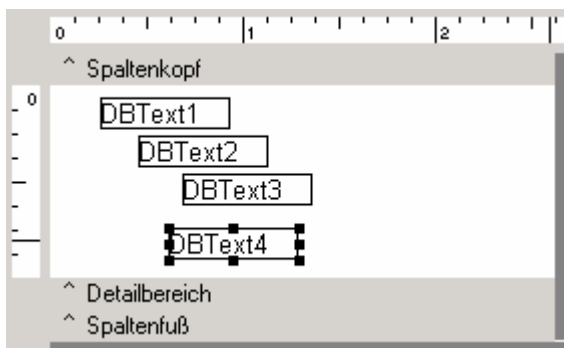 0 1 2
^ Spaltenkopf
0
DBText1
DBText2
DBText3
DBText4
^ Detailbereich
^ Spaltenfuß